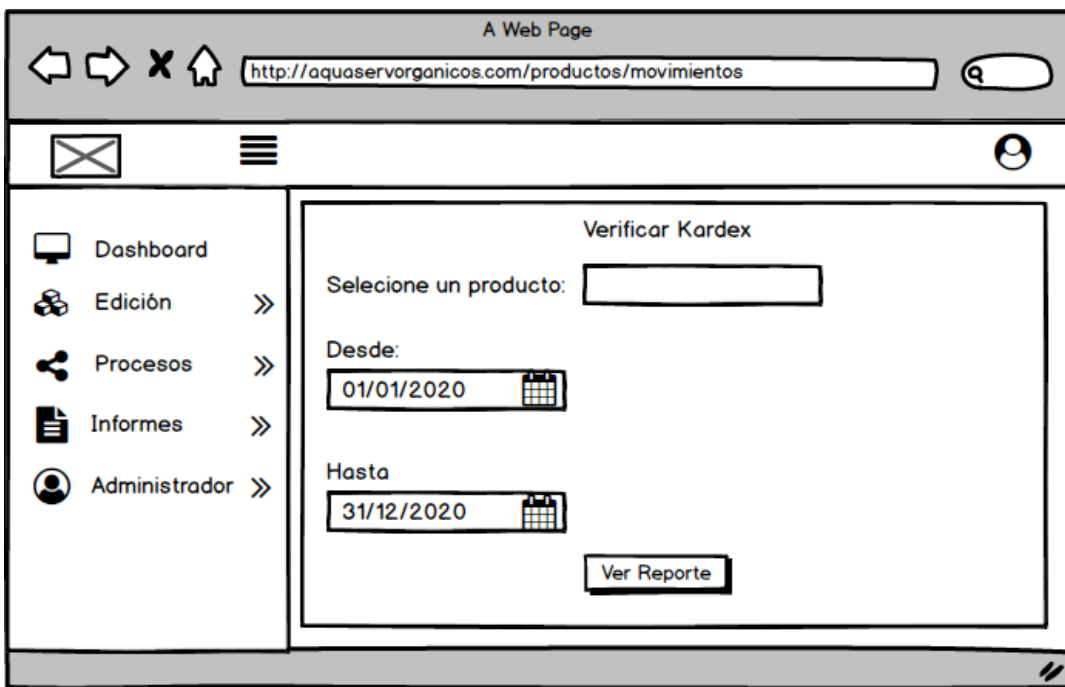 A Web Page
http://aquaservorganicos.com/productos/movimientos
Dashboard
Edición
Procesos
Informes
Administrador
Verificar Kardex
Selecione un producto:
Desde:
01/01/2020
Hasta
31/12/2020
Ver Reporte